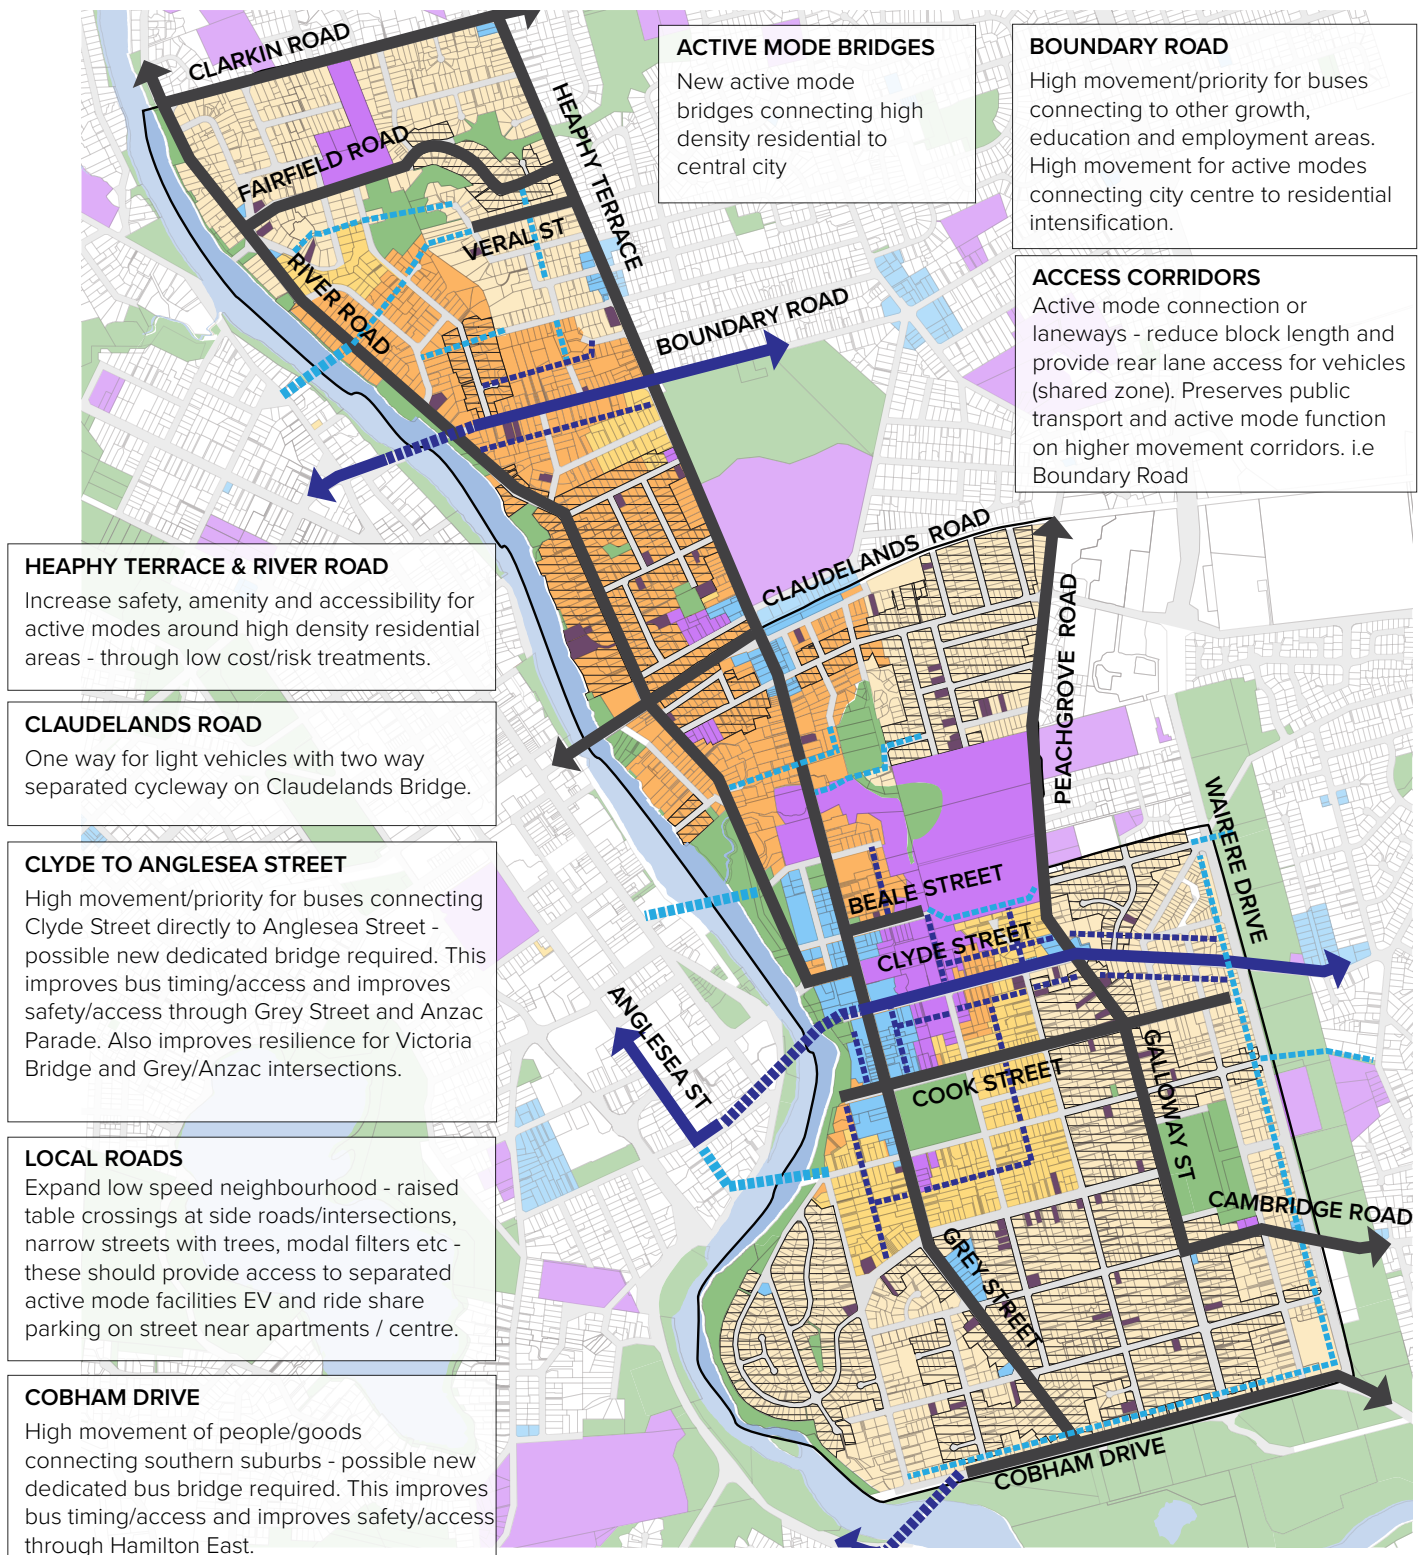 CLARKIN ROAD
HEAPHY TERRACE
FAIRFIELD ROAD
VERAL ST
RIVER ROAD
BOUNDARY ROAD
ACTIVE MODE BRIDGES
New active mode
bridges connecting high
density residential to
central city
BOUNDARY ROAD
High movement/priority for buses
connecting to other growth,
education and employment areas.
High movement for active modes
connecting city centre to residential
intensification.
ACCESS CORRIDORS
Active mode connection or
laneways - reduce block length and
provide rear lane access for vehicles
(shared zone). Preserves public
transport and active mode function
on higher movement corridors. i.e
Boundary Road
CLAUDELANDS ROAD
PEACHGROVE ROAD
WAIRERE DRIVE
HEAPHY TERRACE & RIVER ROAD
Increase safety, amenity and accessibility for
active modes around high density residential
areas - through low cost/risk treatments.
CLAUDELANDS ROAD
One way for light vehicles with two way
separated cycleway on Claudelands Bridge.
CLYDE TO ANGLESEA STREET
High movement/priority for buses connecting
Clyde Street directly to Anglesea Street -
possible new dedicated bridge required. This
improves bus timing/access and improves
safety/access through Grey Street and Anzac
Parade. Also improves resilience for Victoria
Bridge and Grey/Anzac intersections.
BEALE STREET
CLYDE STREET
ANGLESEA ST
COOK STREET
GALLOWAY ST
CAMBRIDGE ROAD
GREY STREET
COBHAM DRIVE
LOCAL ROADS
Expand low speed neighbourhood - raised
table crossings at side roads/intersections,
narrow streets with trees, modal filters etc -
these should provide access to separated
active mode facilities EV and ride share
parking on street near apartments / centre.
COBHAM DRIVE
High movement of people/goods
connecting southern suburbs - possible new
dedicated bus bridge required. This improves
bus timing/access and improves safety/access
through Hamilton East.